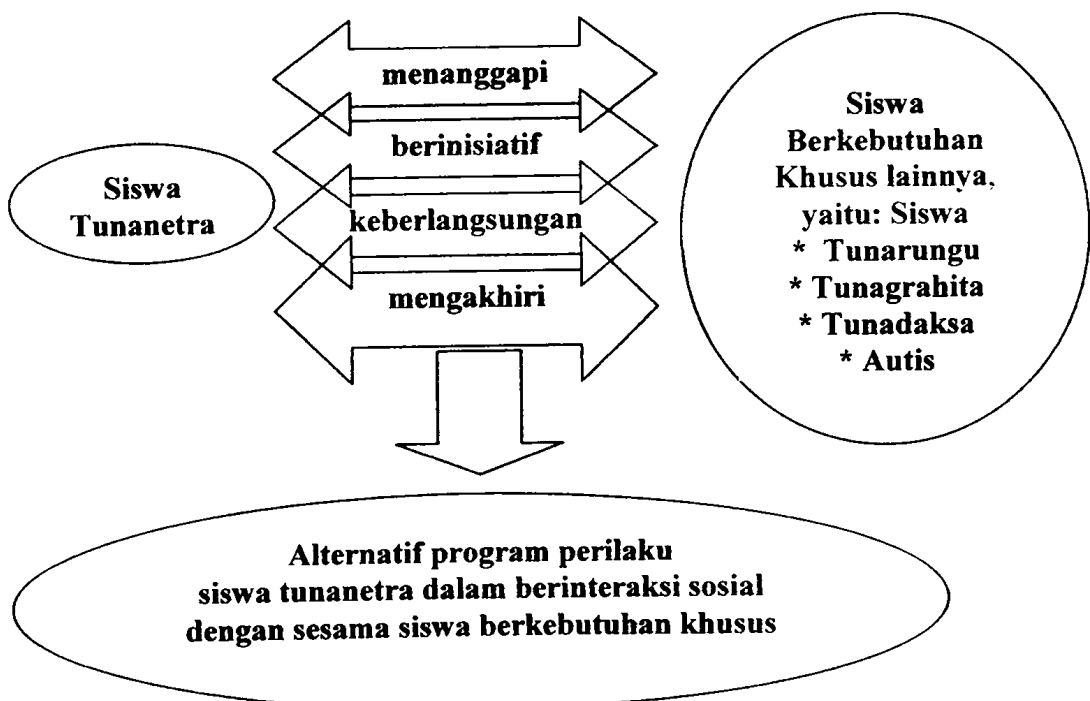 menanggapi
berinisiatif
keberlangsungan
mengakhiri
Siswa
Tunanetra
Siswa
Berkebutuhan
Khusus lainnya,
yaitu: Siswa
* Tunarungu
* Tunagrahita
* Tunadaksa
* Autis
Alternatif program perilaku
siswa tunanetra dalam berinteraksi sosial
dengan sesama siswa berkebutuhan khusus